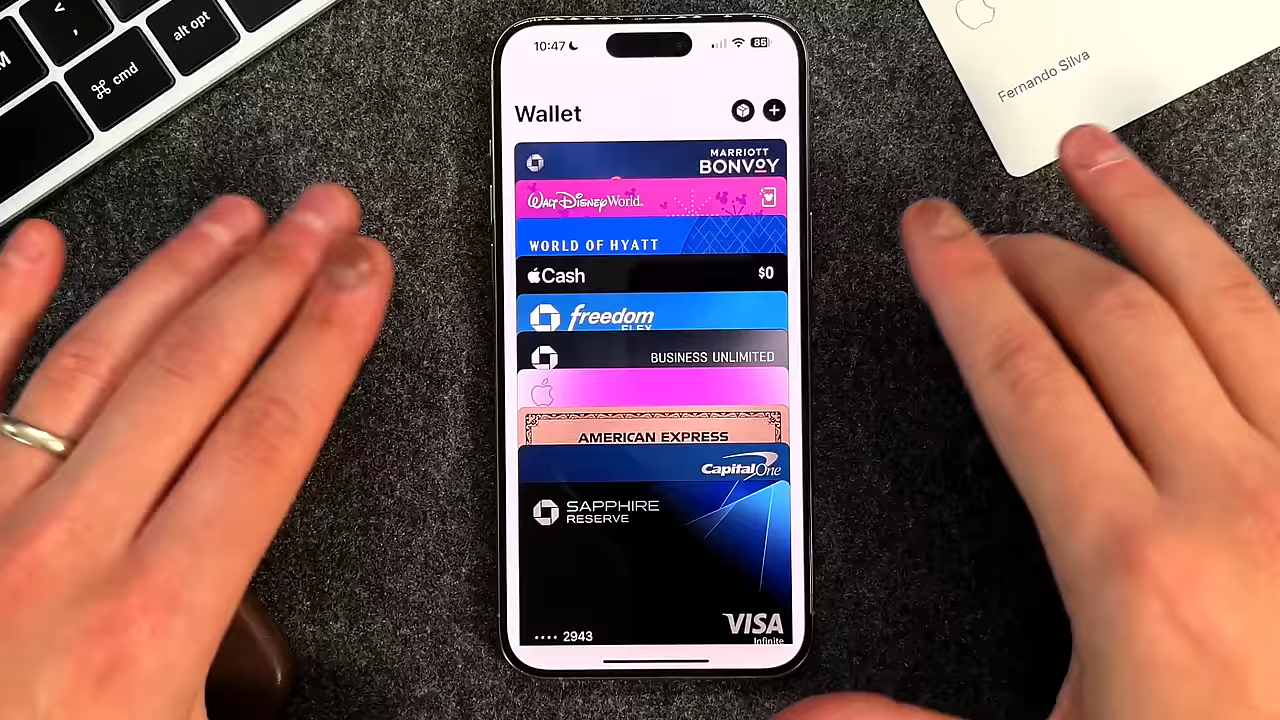 M
<
,
alt opt
⌘ cmd
Fernando Silva
10:47
85
Wallet
MARRIOTT
BONVOY
Walt Disney World.
WORLD OF HYATT
Cash
$0
freedom
FLEX
BUSINESS UNLIMITED
AMERICAN EXPRESS
Capital One
SAPPHIRE
RESERVE
VISA
Infinite
•••• 2943